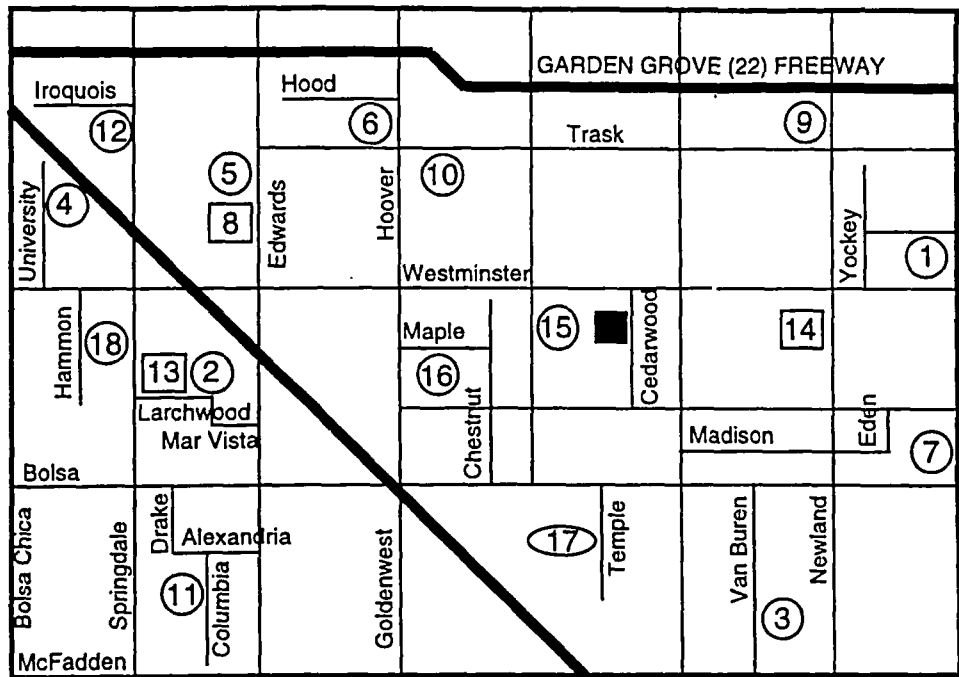 GARDEN GROVE (22) FREEWAY
Iroquois
Hood
12
6
9
Trask
University
4
5
8
Edwards
Hoover
10
Yockey
1
Westminster
Hammon
18
13
2
Maple
16
15
Cedarwood
14
Larchwood
Mar Vista
Chestnut
Madison
Eden
7
Bolsa
Bolsa Chica
Springdale
Drake
Alexandria
11
Columbia
Goldenwest
17
Temple
Van Buren
3
Newland
McFadden